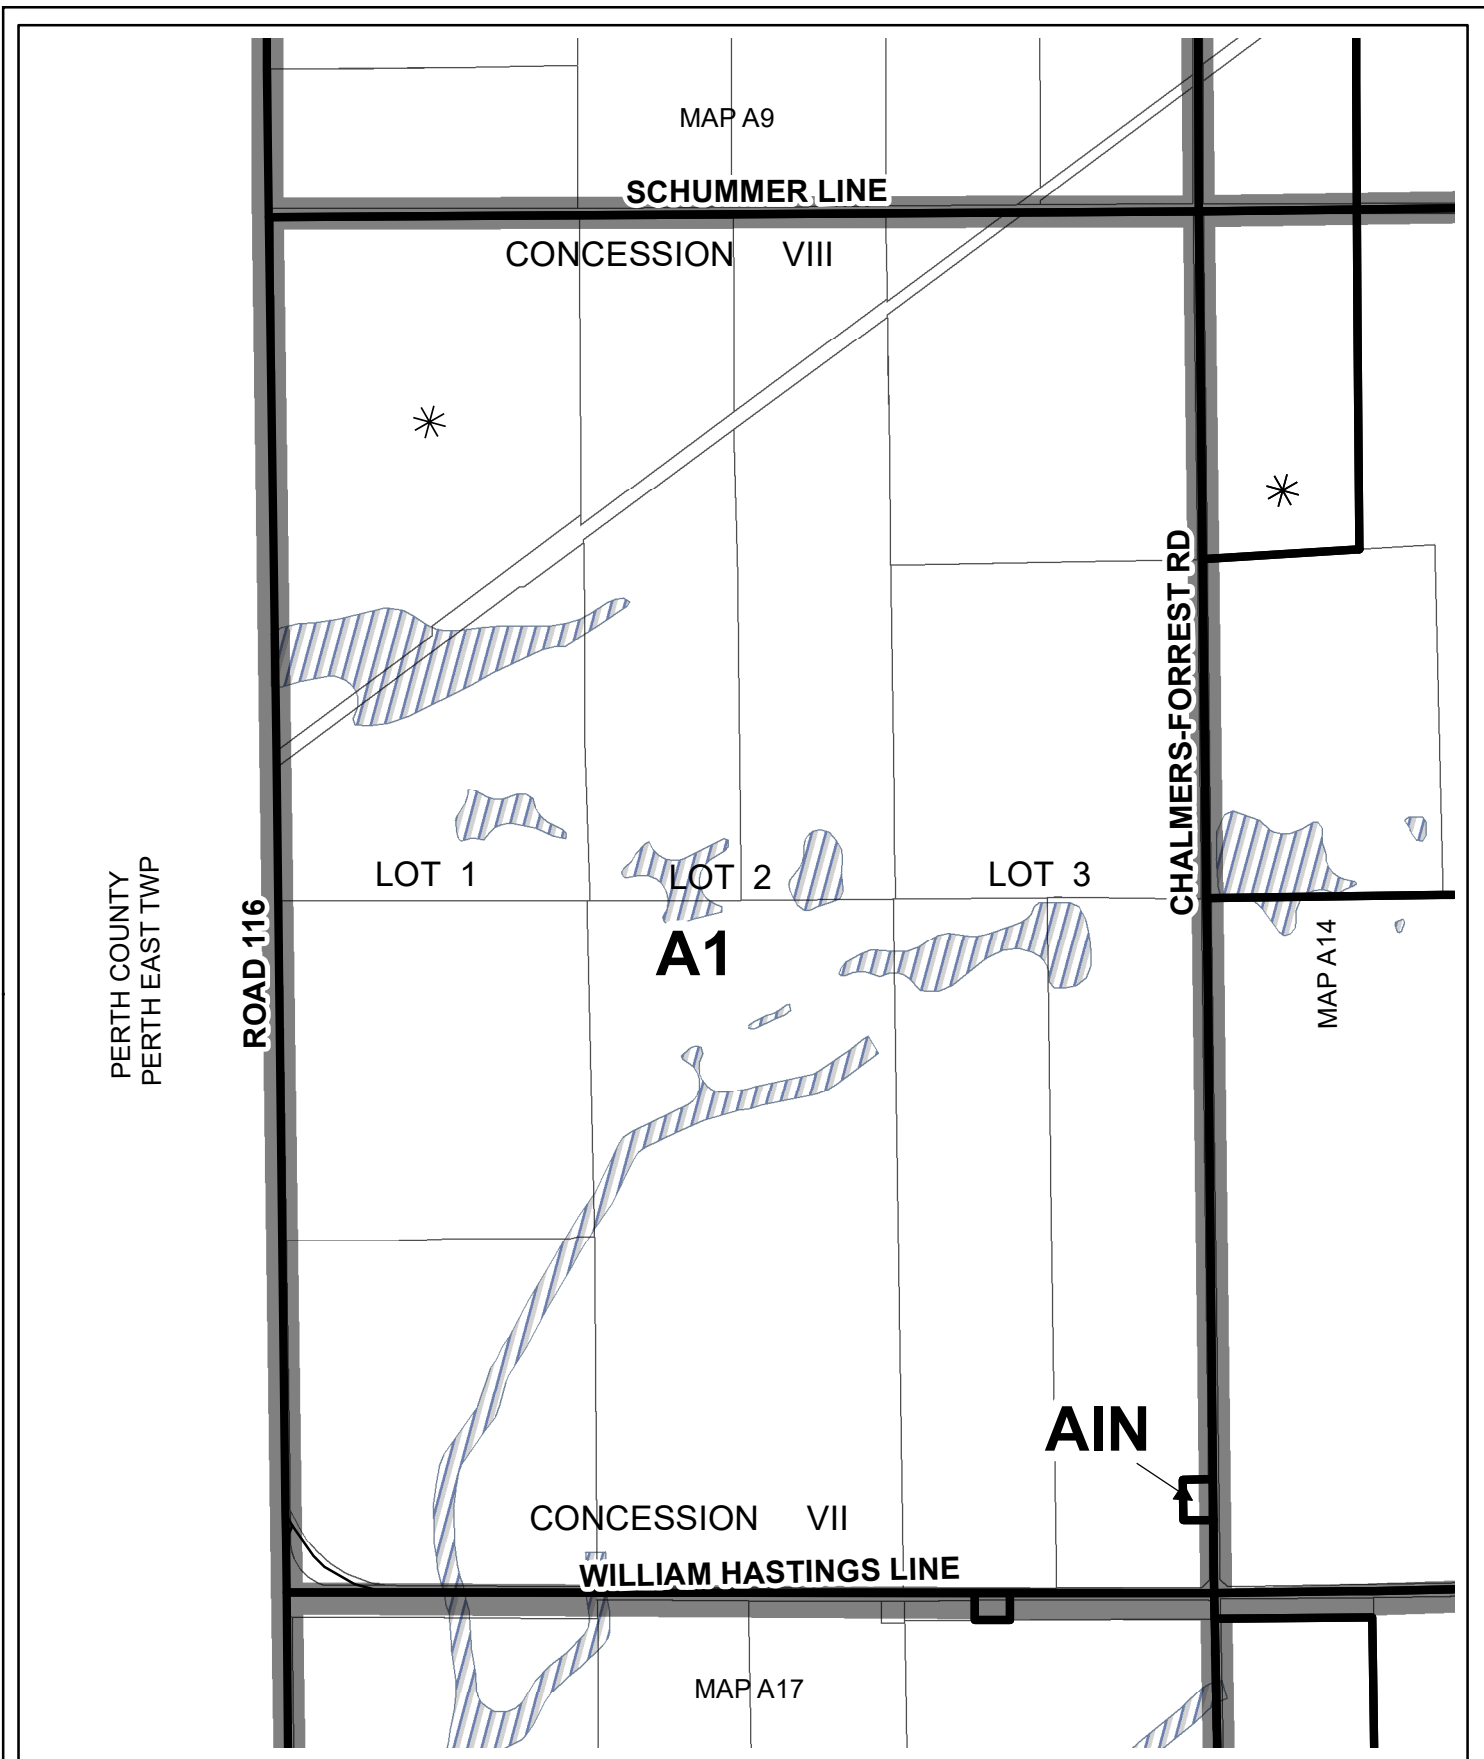 MAP A9
SCHUMMER LINE
CONCESSION VIII
CHALMERS-FORREST RD
LOT 1
LOT 2
LOT 3
PERTH COUNTY
PERTH EAST TWP
ROAD 116
A1
MAP A14
AIN
CONCESSION VII
WILLIAM HASTINGS LINE
MAP A17